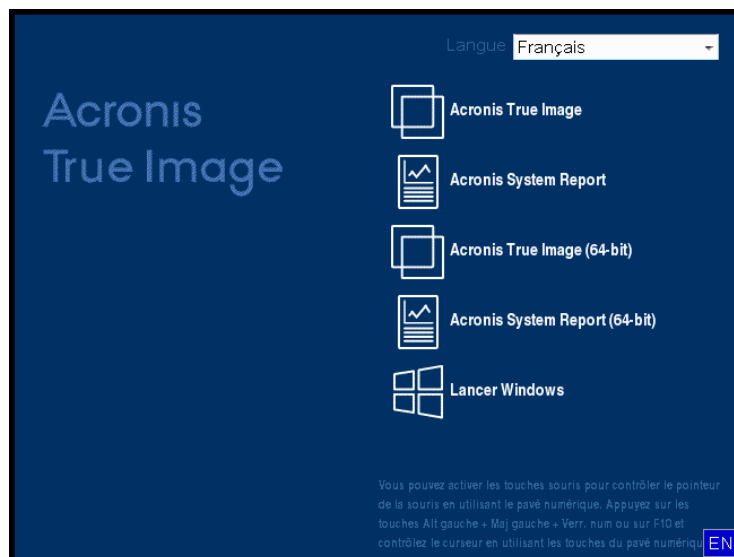 Langue Français
Acronis
True Image
Acronis True Image
Acronis System Report
Acronis True Image (64-bit)
Acronis System Report (64-bit)
Lancer Windows
Vous pouvez activer les touches souris pour contrôler le pointeur
de la souris en utilisant le pavé numérique. Appuyez sur les
touches Alt gauche + Maj gauche + Verr. num ou sur F10 et
contrôlez le curseur en utilisant les touches du pavé numériqu
EN